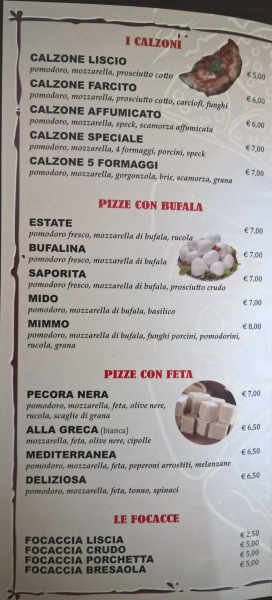 I CALZONI
CALZONE LISCIO
pomodoro, mozzarella, prosciutto cotto € 5,00
CALZONE FARCITO
pomodoro, mozzarella, prosciutto cotto, carciofi, funghi € 6,00
CALZONE AFFUMICATO
pomodoro, mozzarella, speck, scamorza affumicata € 6,00
CALZONE SPECIALE
pomodoro, mozzarella, 4 formaggi, porcini, speck € 7,00
CALZONE 5 FORMAGGI
pomodoro, mozzarella, gorgonzola, brie, scamorza, grana € 7,00
PIZZE CON BUFALA
ESTATE € 7,00
pomodoro fresco, mozzarella di bufala, rucola
BUFALINA € 7,00
pomodoro fresco, mozzarella di bufala
SAPORITA € 7,00
pomodoro fresco, mozzarella di bufala, prosciutto crudo
MIDO € 7,00
pomodoro, mozzarella di bufala, basilico
MIMMO € 8,00
pomodoro, mozzarella di bufala, funghi porcini, pomodorini,
rucola, grana
PIZZE CON FETA
PECORA NERA € 7,00
pomodoro, mozzarella, feta, olive nere,
rucola, scaglie di grana
ALLA GRECA (bianca) € 6,50
mozzarella, feta, olive nere, cipolle
MEDITERRANEA € 6,50
pomodoro, mozzarella, feta, peperoni arrostiti, melanzane
DELIZIOSA € 6,50
pomodoro, mozzarella, feta, tonno, spinaci
LE FOCACCE
FOCACCIA LISCIA € 2,50
FOCACCIA CRUDO € 5,00
FOCACCIA PORCHETTA € 5,00
FOCACCIA BRESAOLA € 5,00